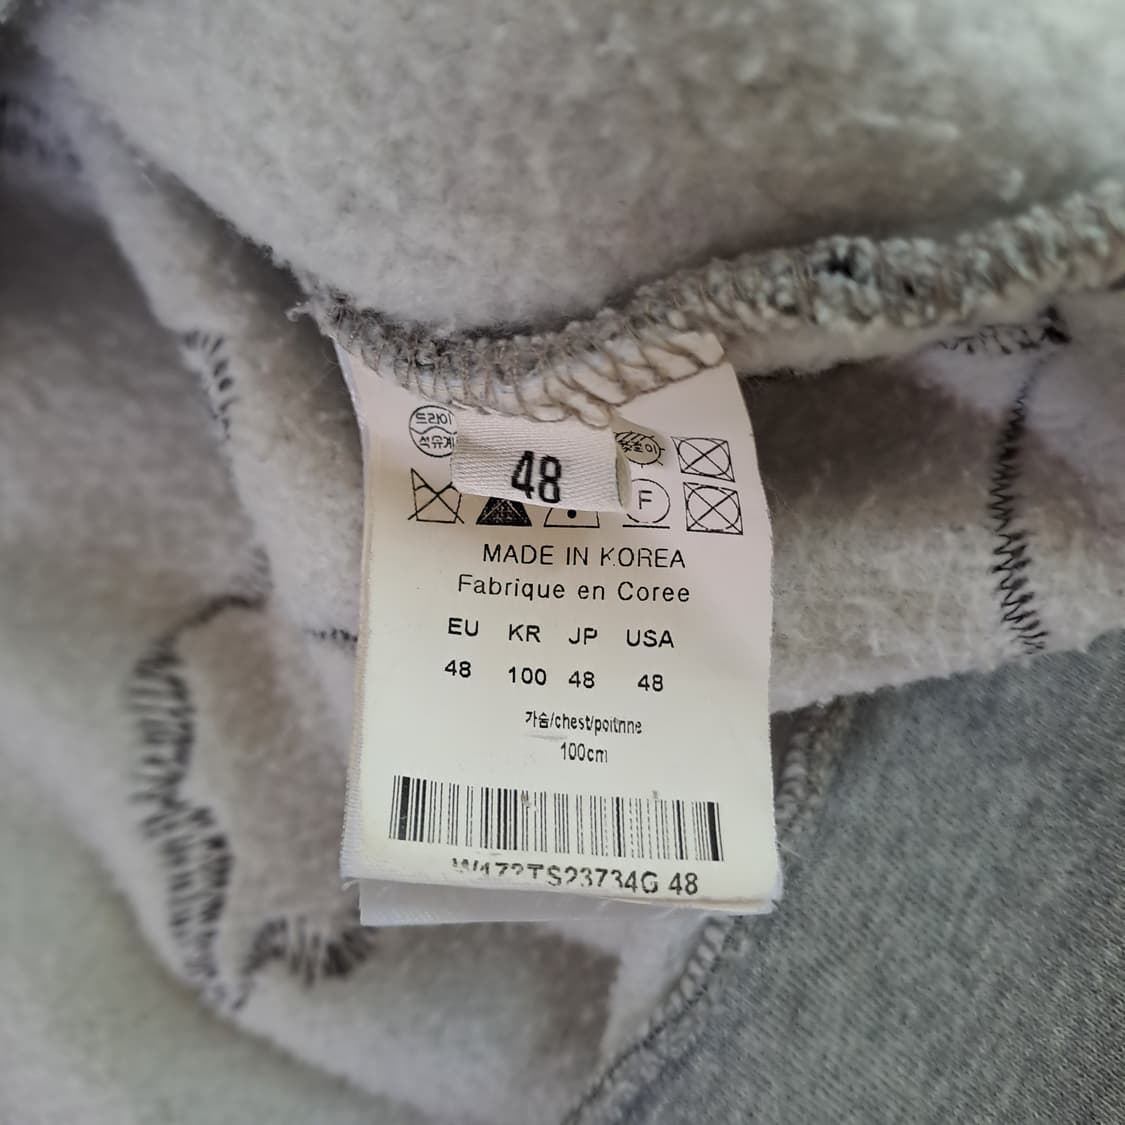 드라이
석유계
48
F
MADE IN KOREA
Fabrique en Coree
EU KR JP USA
48 100 48 48
가슴/chest/poitnne
100cm
W172TS23734G 48